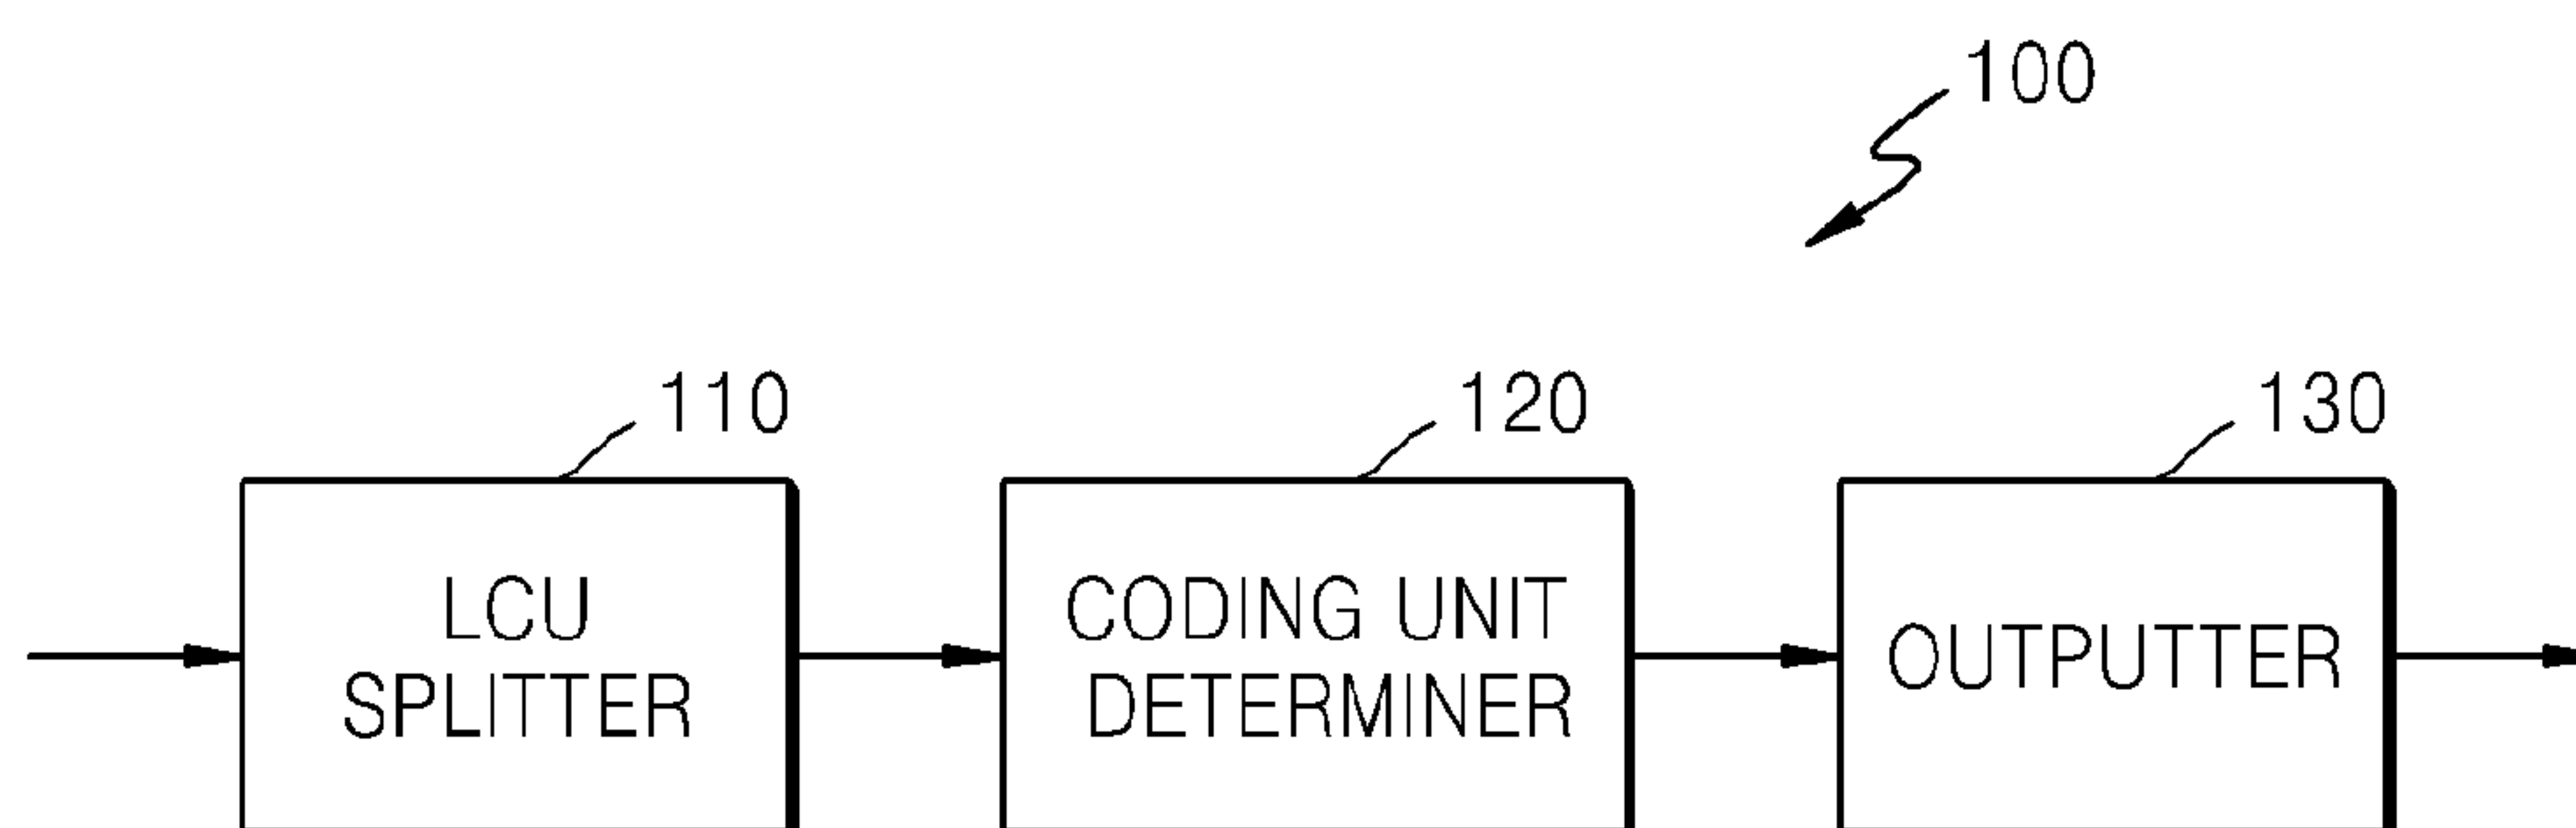 100
110
120
130
LCU
SPLITTER
CODING UNIT
DETERMINER
OUTPUTTER